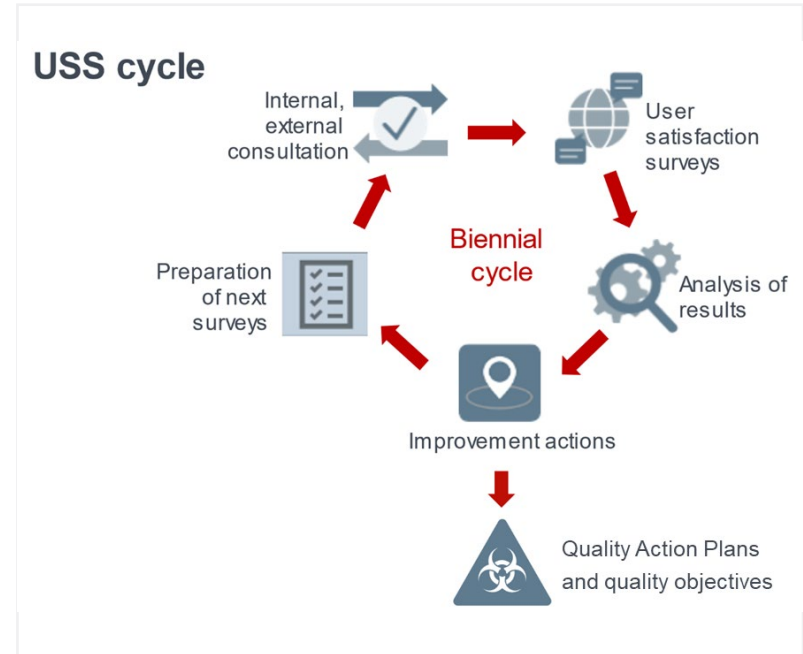 USS cycle
Internal,
external
consultation
User
satisfaction
surveys
Biennial
cycle
Preparation
of next
surveys
Analysis of
results
Improvement actions
Quality Action Plans
and quality objectives